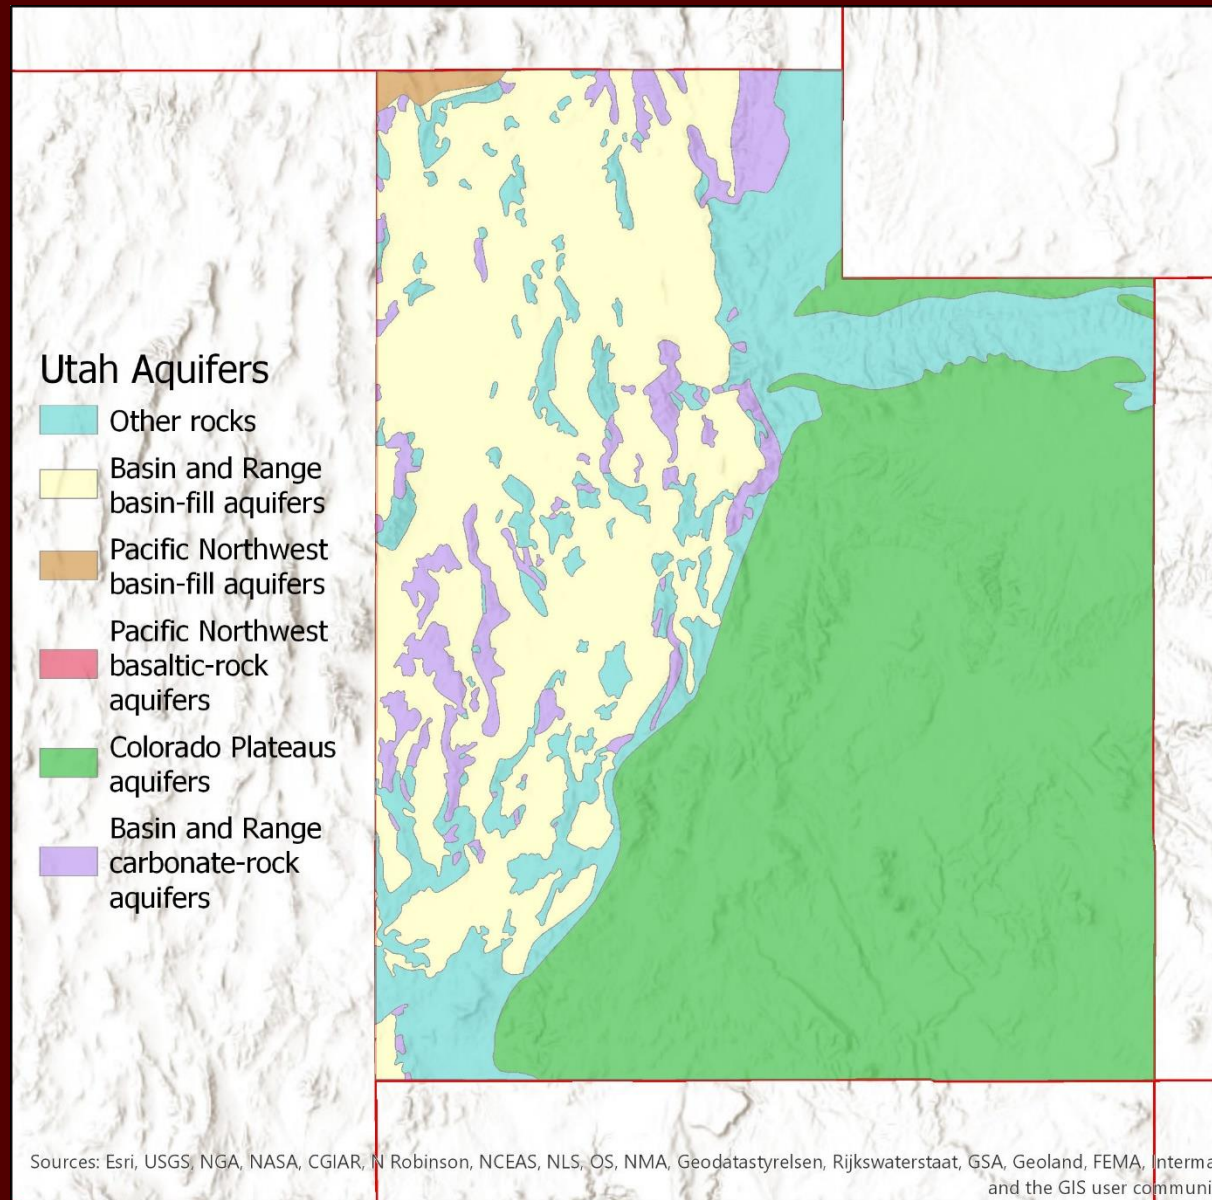 Utah Aquifers
Other rocks
Basin and Range
basin-fill aquifers
Pacific Northwest
basin-fill aquifers
Pacific Northwest
basaltic-rock
aquifers
Colorado Plateaus
aquifers
Basin and Range
carbonate-rock
aquifers
Sources: Esri, USGS, NGA, NASA, CGIAR, N Robinson, NCEAS, NLS, OS, NMA, Geodatastyrelsen, Rijkswaterstaat, GSA, Geoland, FEMA, Interma
and the GIS user communi